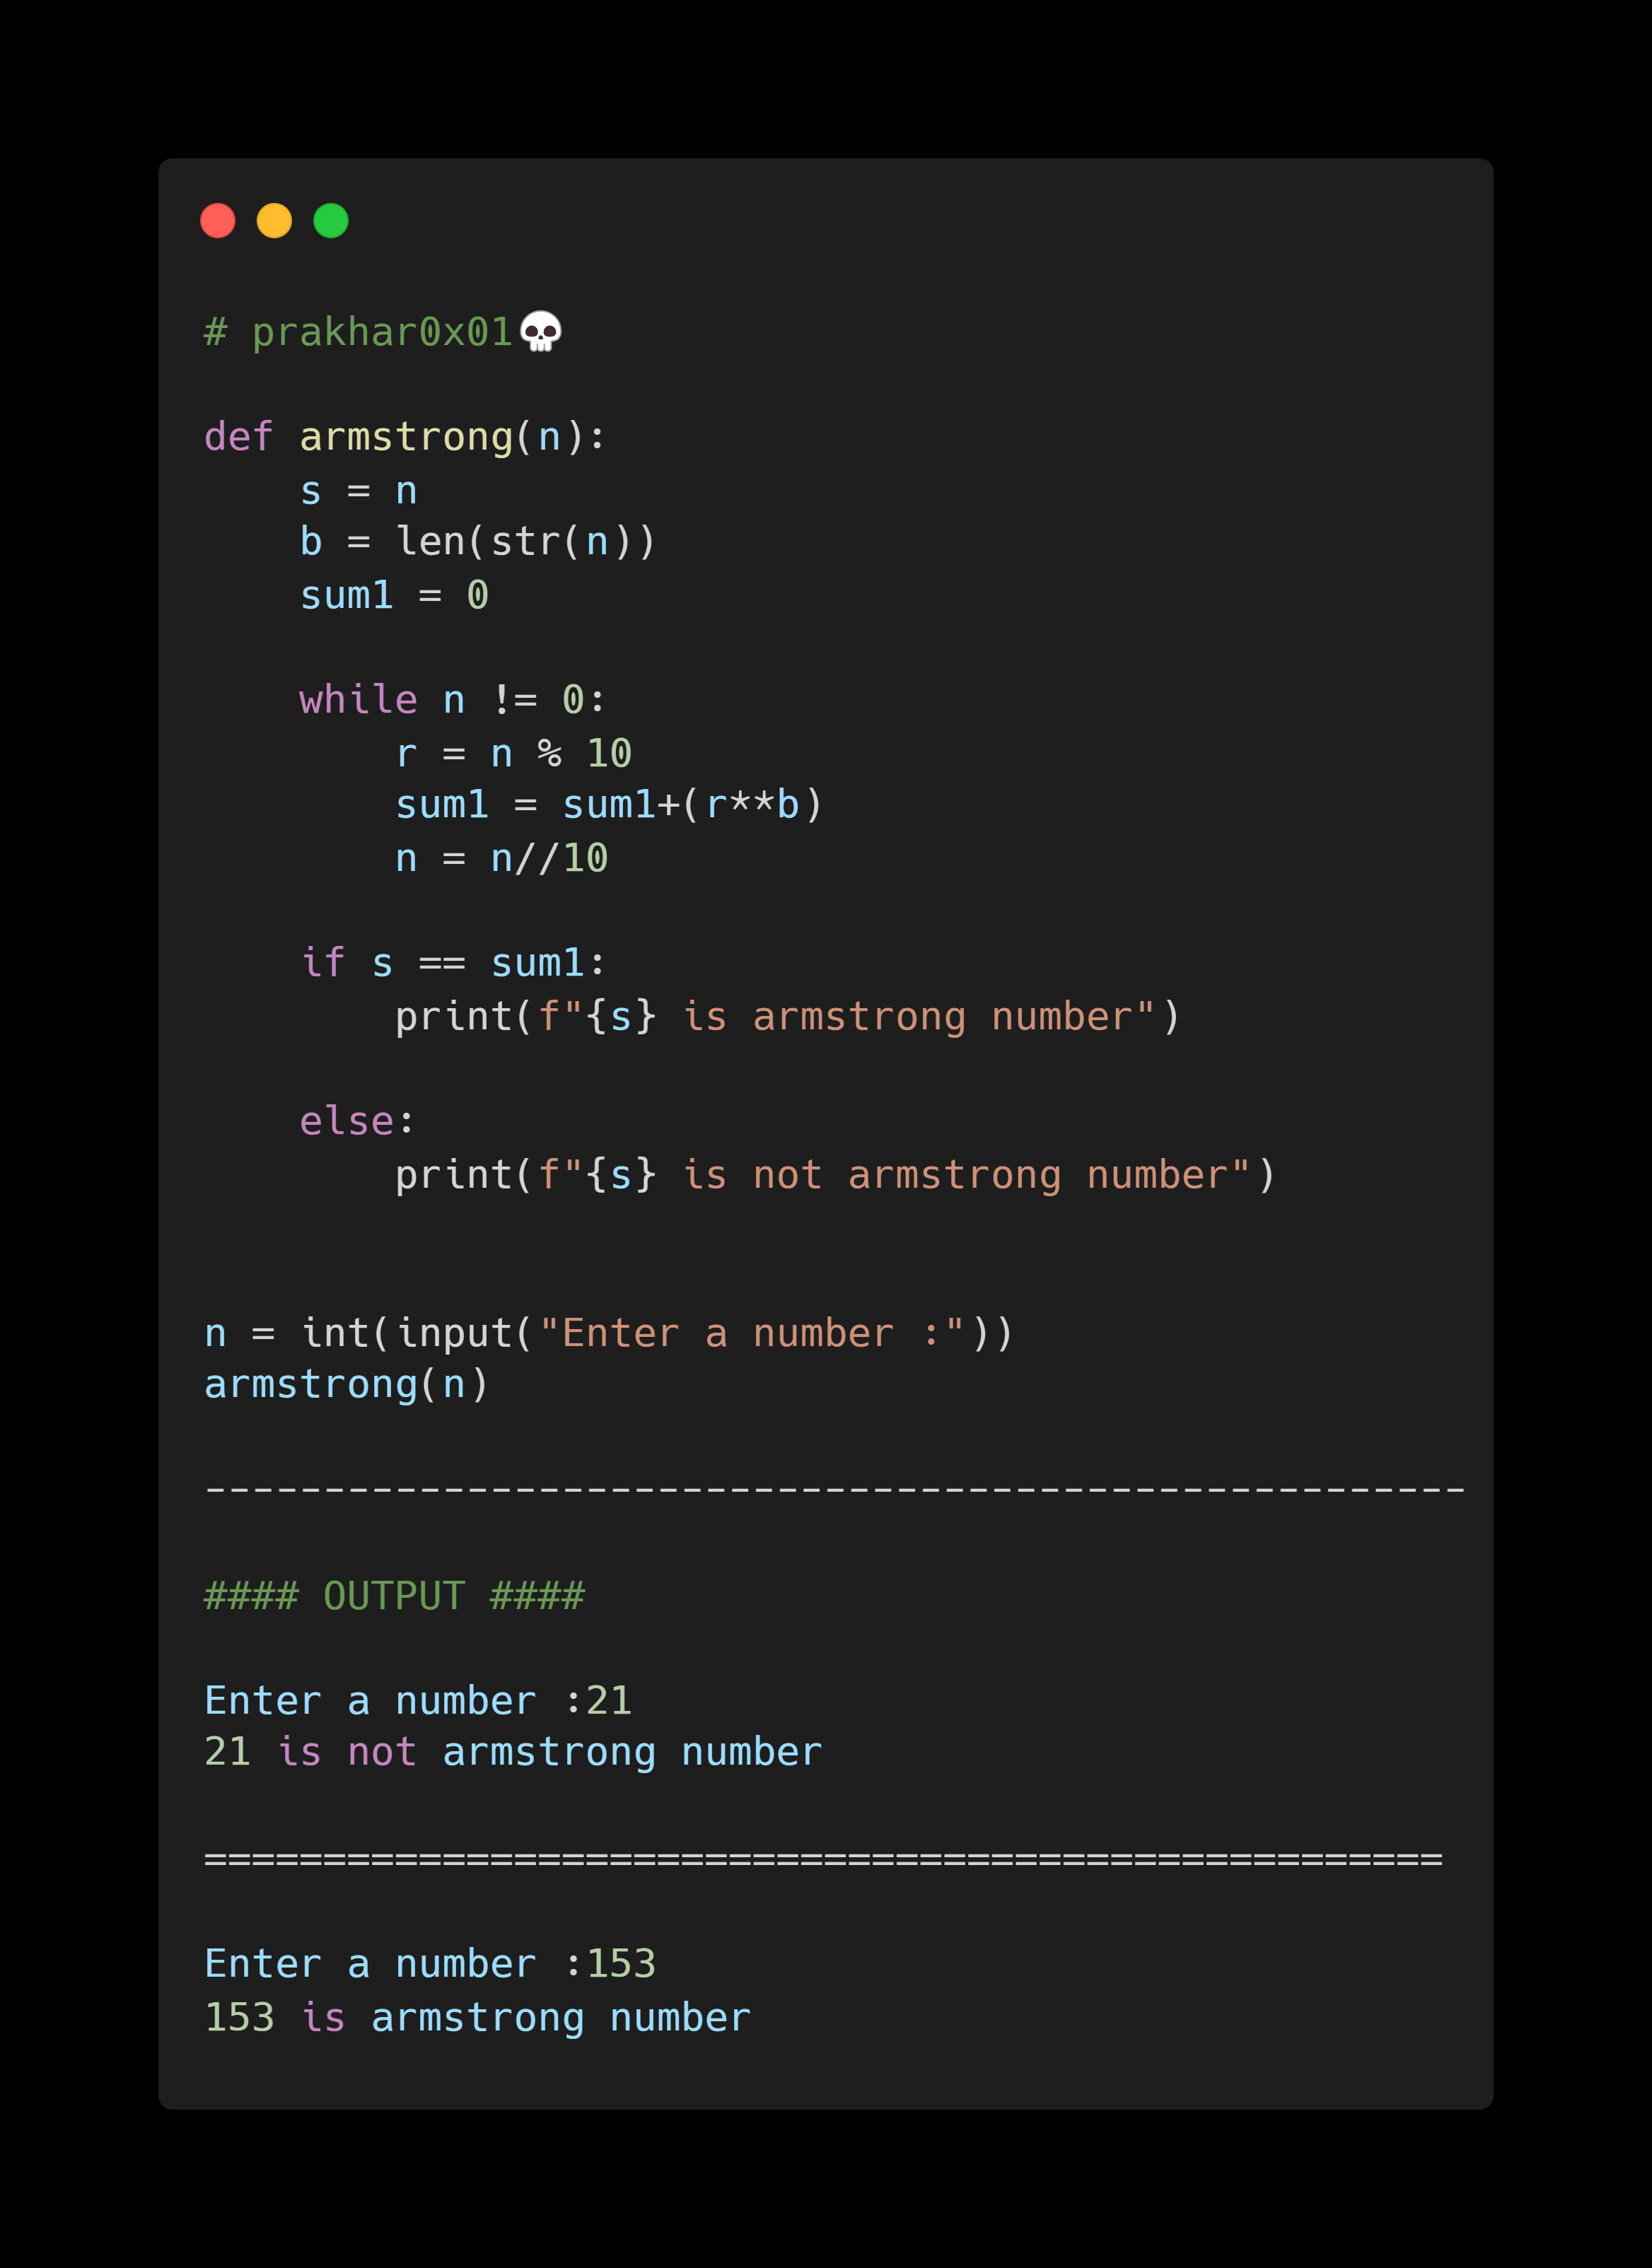 # prakhar0x01💀
def armstrong(n):
    s = n
    b = len(str(n))
    sum1 = 0
    while n != 0:
        r = n % 10
        sum1 = sum1+(r**b)
        n = n//10
    if s == sum1:
        print(f"{s} is armstrong number")
    else:
        print(f"{s} is not armstrong number")
n = int(input("Enter a number :"))
armstrong(n)
-----------------------------------------------------
#### OUTPUT ####
Enter a number :21
21 is not armstrong number
====================================================
Enter a number :153
153 is armstrong number